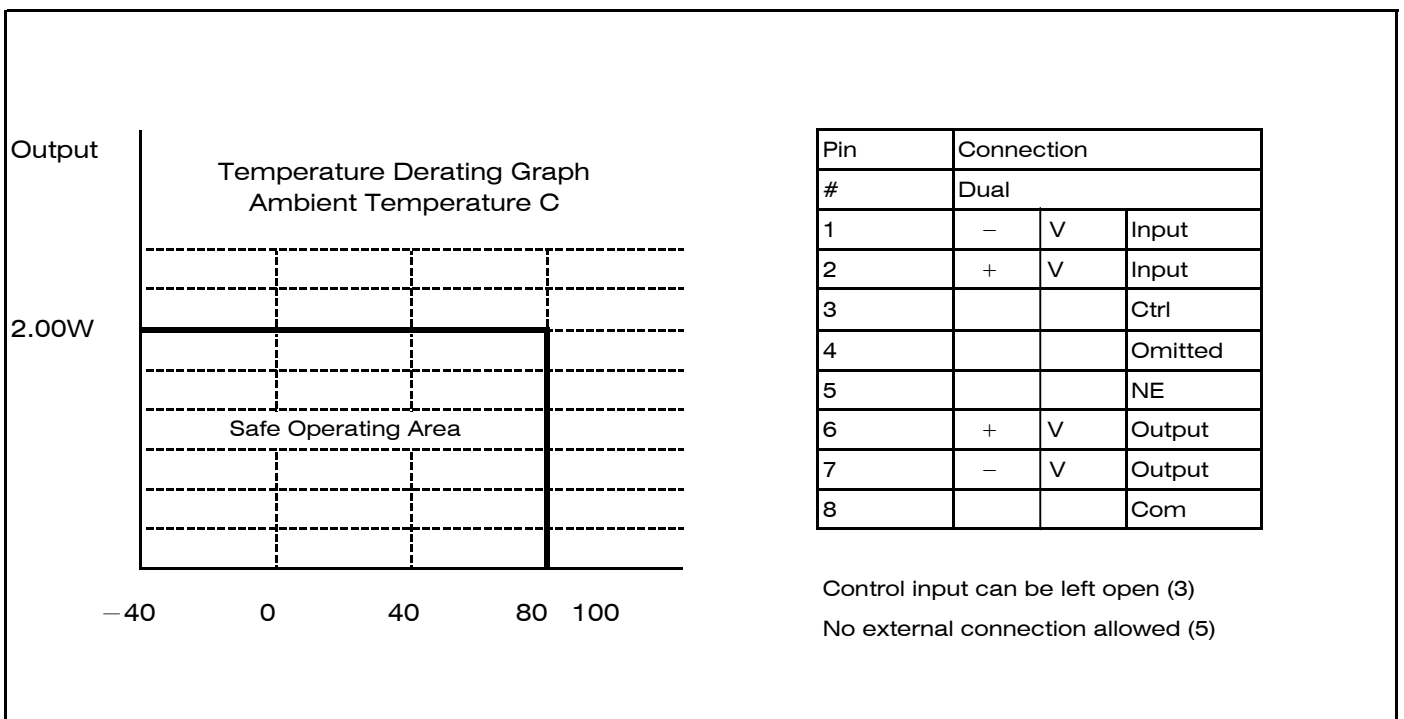 Output
Temperature Derating Graph
Ambient Temperature C
2.00W
Safe Operating Area
−40 0 40 80 100
Pin Connection
# Dual
1 − V Input
2 + V Input
3 Ctrl
4 Omitted
5 NE
6 + V Output
7 − V Output
8 Com
Control input can be left open (3)
No external connection allowed (5)